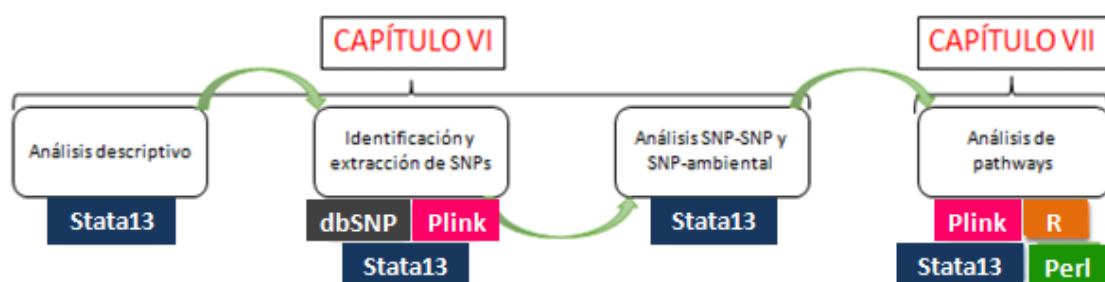 CAPÍTULO VI
CAPÍTULO VII
Análisis descriptivo
Identificación y
extracción de SNPs
Análisis SNP-SNP y
SNP-ambiental
Análisis de
pathways
Stata13
dbSNP
Plink
Stata13
Stata13
Plink
R
Stata13
Perl